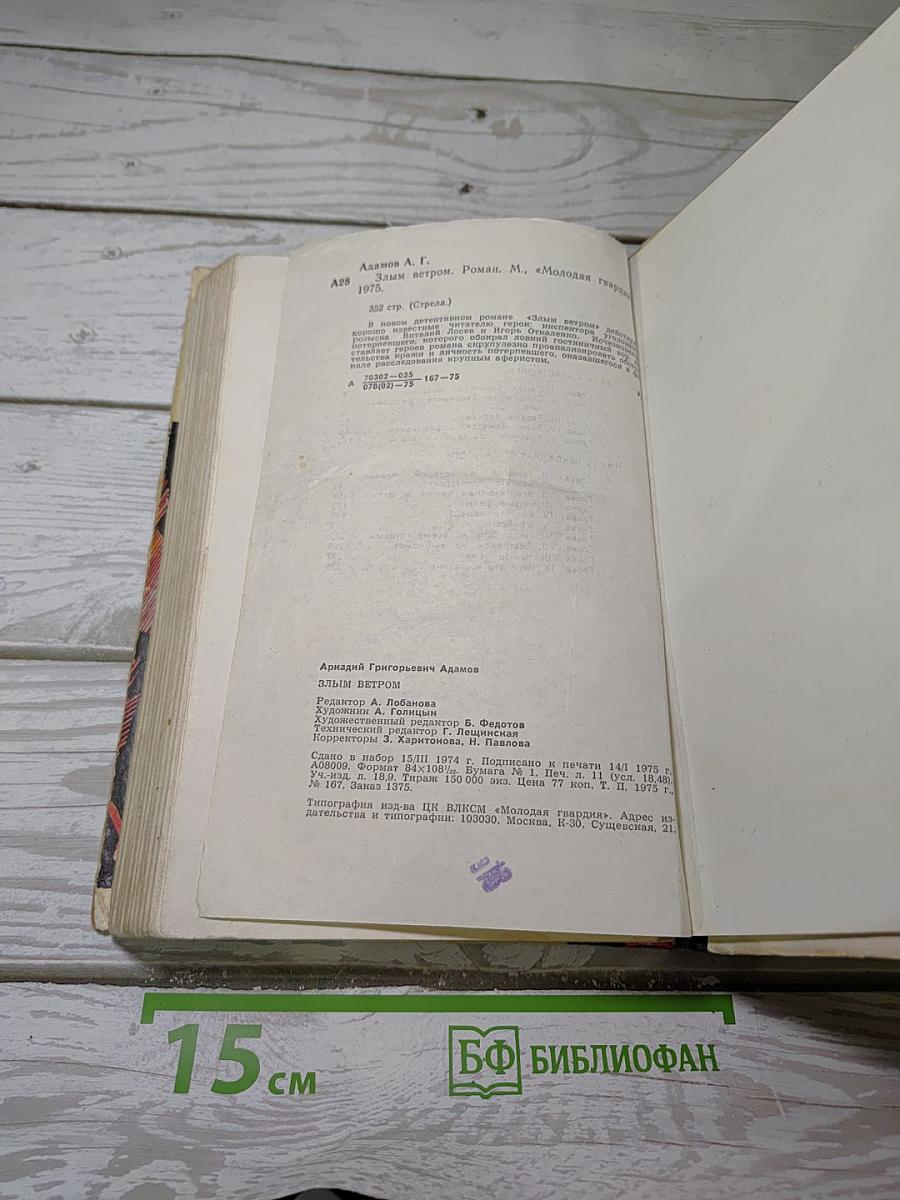 Адамов А. Г.
А28 Злым ветром. Роман. М., «Молодая гвардия
1975.
352 стр. (Стрела.)
В новом детективном романе «Злым ветром»
хорошо известные читателю герои: инспектора
розыска Виталий Лосев и Игорь Откаленко.
потерпевшего, которого обокрал ловкий гостиничный вор,
ставляет героев романа скрупулезно проанализировать
тельства кражи и личность потерпевшего, оказавшегося в
нале расследования крупным аферистом.
А 70302—025
078(02)—75 167—75
Аркадий Григорьевич Адамов
ЗЛЫМ ВЕТРОМ
Редактор А. Лобанова
Художник А. Голицын
Художественный редактор Б. Федотов
Технический редактор Г. Лещинская
Корректоры З. Харитонова, Н. Павлова
Сдано в набор 15/III 1974 г. Подписано к печати 14/I 1975 г.
А08009. Формат 84×108¹/₃₂. Бумага № 1. Печ. л. 11 (усл. 18,48).
Уч.-изд. л. 18,9. Тираж 150 000 экз. Цена 77 коп. Т. П. 1975 г.,
№ 167. Заказ 1375.
Типография изд-ва ЦК ВЛКСМ «Молодая гвардия». Адрес из-
дательства и типографии: 103030, Москва, К-30, Сущевская, 21.
15 см
БФ БИБЛИОФАН